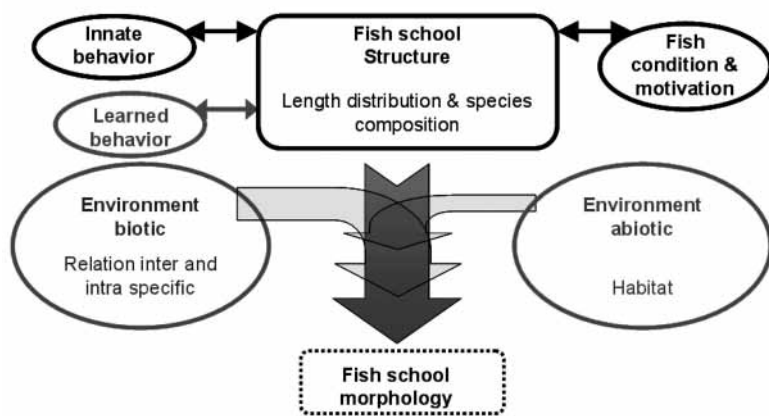 Innate
behavior
Fish school
Structure
Length distribution & species
composition
Fish
condition &
motivation
Learned
behavior
Environment
biotic
Relation inter and
intra specific
Environment
abiotic
Habitat
Fish school
morphology